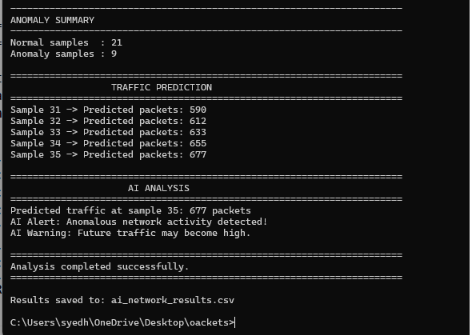 ANOMALY SUMMARY
Normal samples  : 21
Anomaly samples : 9
TRAFFIC PREDICTION
Sample 31 -> Predicted packets: 590
Sample 32 -> Predicted packets: 612
Sample 33 -> Predicted packets: 633
Sample 34 -> Predicted packets: 655
Sample 35 -> Predicted packets: 677
AI ANALYSIS
Predicted traffic at sample 35: 677 packets
AI Alert: Anomalous network activity detected!
AI Warning: Future traffic may become high.
Analysis completed successfully.
Results saved to: ai_network_results.csv
C:\Users\syedh\OneDrive\Desktop\oackets>